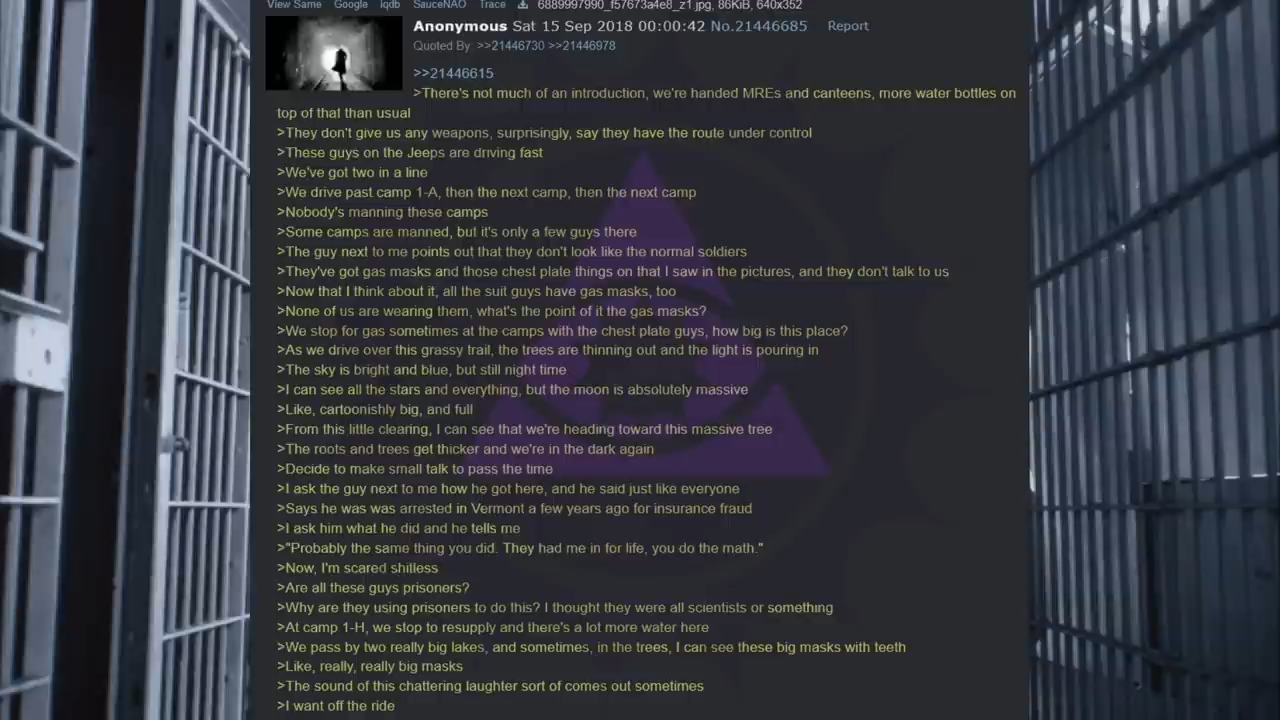 View Same Google iqdb SauceNAO Trace 6889997990_f57673a4e8_z1.jpg, 86KiB, 640x352
Anonymous Sat 15 Sep 2018 00:00:42 No.21446685 Report
Quoted By >>21446730 >>21446978
>>21446615
>There's not much of an introduction, we're handed MREs and canteens, more water bottles on
top of that than usual
>They don't give us any weapons, surprisingly, say they have the route under control
>These guys on the Jeeps are driving fast
>We've got two in a line
>We drive past camp 1-A, then the next camp, then the next camp
>Nobody's manning these camps
>Some camps are manned, but it's only a few guys there
>The guy next to me points out that they don't look like the normal soldiers
>They've got gas masks and those chest plate things on that I saw in the pictures, and they don't talk to us
>Now that I think about it, all the suit guys have gas masks, too
>None of us are wearing them, what's the point of it the gas masks?
>We stop for gas sometimes at the camps with the chest plate guys, how big is this place?
>As we drive over this grassy trail, the trees are thinning out and the light is pouring in
>The sky is bright and blue, but still night time
>I can see all the stars and everything, but the moon is absolutely massive
>Like, cartoonishly big, and full
>From this little clearing, I can see that we're heading toward this massive tree
>The roots and trees get thicker and we're in the dark again
>Decide to make small talk to pass the time
>I ask the guy next to me how he got here, and he said just like everyone
>Says he was was arrested in Vermont a few years ago for insurance fraud
>I ask him what he did and he tells me
>"Probably the same thing you did. They had me in for life, you do the math."
>Now, I'm scared shitless
>Are all these guys prisoners?
>Why are they using prisoners to do this? I thought they were all scientists or something
>At camp 1-H, we stop to resupply and there's a lot more water here
>We pass by two really big lakes, and sometimes, in the trees, I can see these big masks with teeth
>Like, really, really big masks
>The sound of this chattering laughter sort of comes out sometimes
>I want off the ride